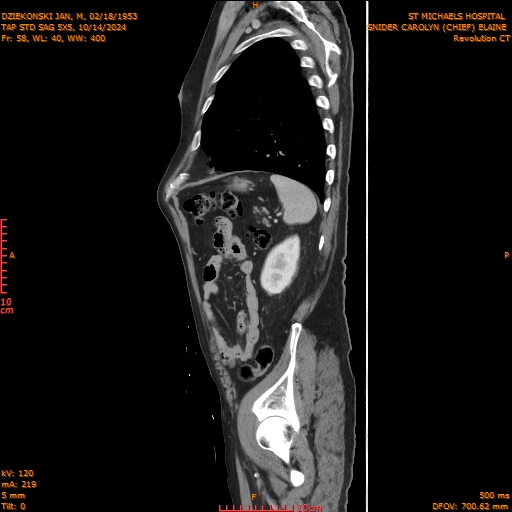 DZIEKONSKI JAN, M, 02/18/1953
TAP STD SAG 5X5, 10/14/2024
Fr: 58, WL: 40, WW: 400
H
ST MICHAELS HOSPITAL
SNIDER CAROLYN (CHIEF) ELAINE
Revolution CT
A
P
10
cm
kV: 120
mA: 219
5 mm
Tilt: 0
F
10cm
500 ms
DFOV: 700.62 mm